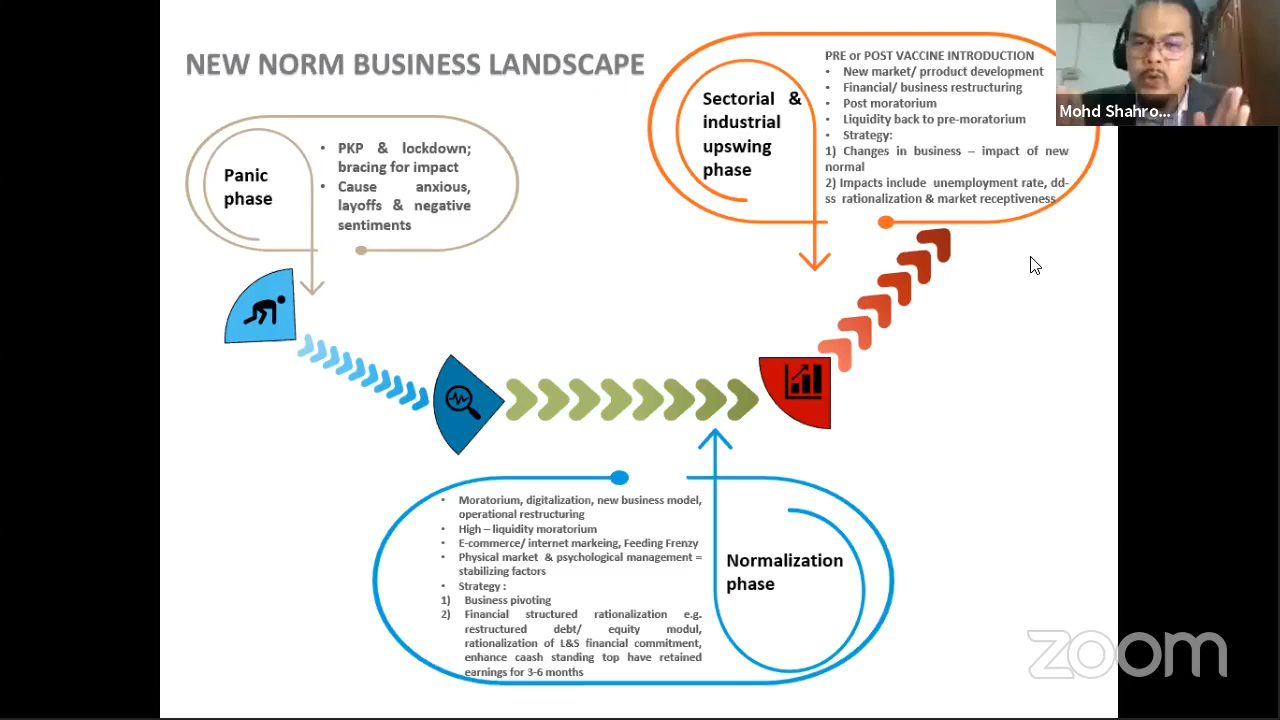 NEW NORM BUSINESS LANDSCAPE
Panic
phase
• PKP & lockdown;
bracing for impact
• Cause anxious,
layoffs & negative
sentiments
Sectorial &
industrial
upswing
phase
PRE or POST VACCINE INTRODUCTION
• New market/ prroduct development
• Financial/ business restructuring
• Post moratorium
• Liquidity back to pre-moratorium
• Strategy:
1) Changes in business – impact of new
normal
2) Impacts include unemployment rate, dd-
ss rationalization & market receptiveness
Mohd Shahro...
• Moratorium, digitalization, new business model,
operational restructuring
• High – liquidity moratorium
• E-commerce/ internet markeing, Feeding Frenzy
• Physical market & psychological management =
stabilizing factors
• Strategy :
1) Business pivoting
2) Financial structured rationalization e.g.
restructured debt/ equity modul,
rationalization of L&S financial commitment,
enhance caash standing top have retained
earnings for 3-6 months
Normalization
phase
zoom